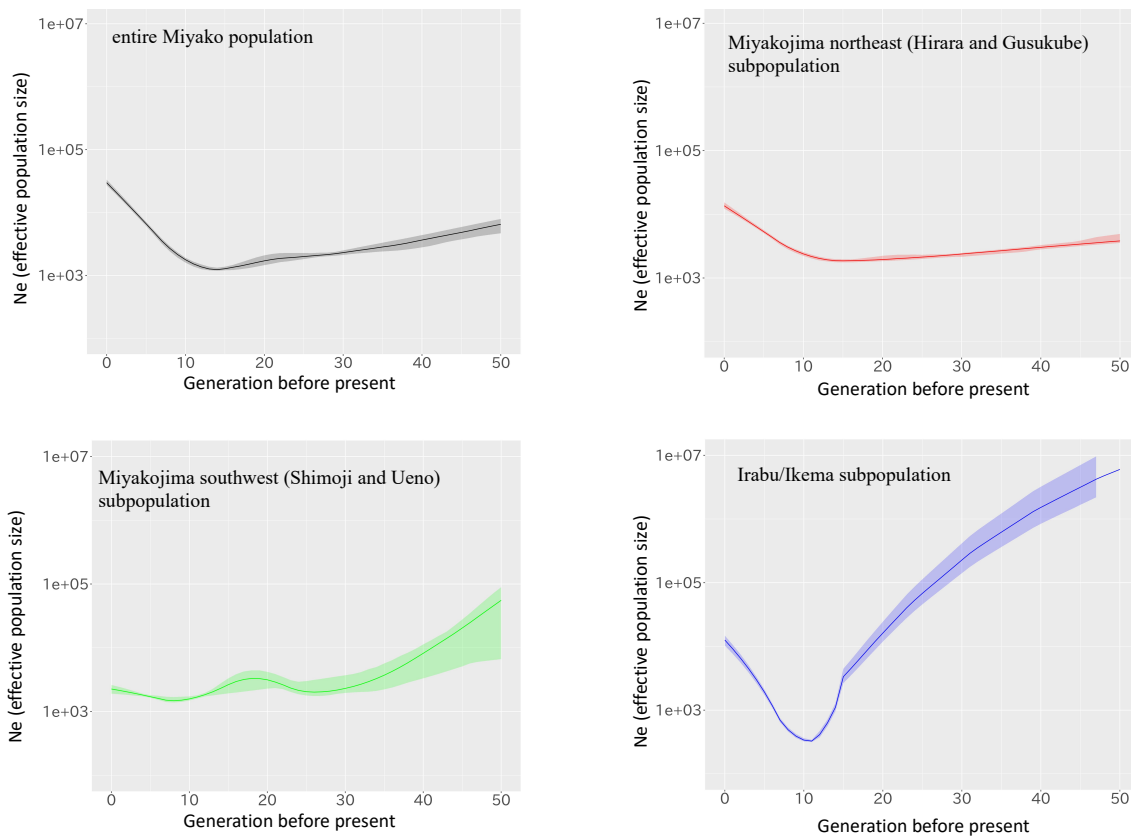 entire Miyako population
Ne (effective population size)
1e+07
1e+05
1e+03
0 10 20 30 40 50
Generation before present
Miyakojima northeast (Hirara and Gusukube)
subpopulation
Ne (effective population size)
1e+07
1e+05
1e+03
0 10 20 30 40 50
Generation before present
Miyakojima southwest (Shimoji and Ueno)
subpopulation
Ne (effective population size)
1e+07
1e+05
1e+03
0 10 20 30 40 50
Generation before present
Irabu/Ikema subpopulation
Ne (effective population size)
1e+07
1e+05
1e+03
0 10 20 30 40 50
Generation before present